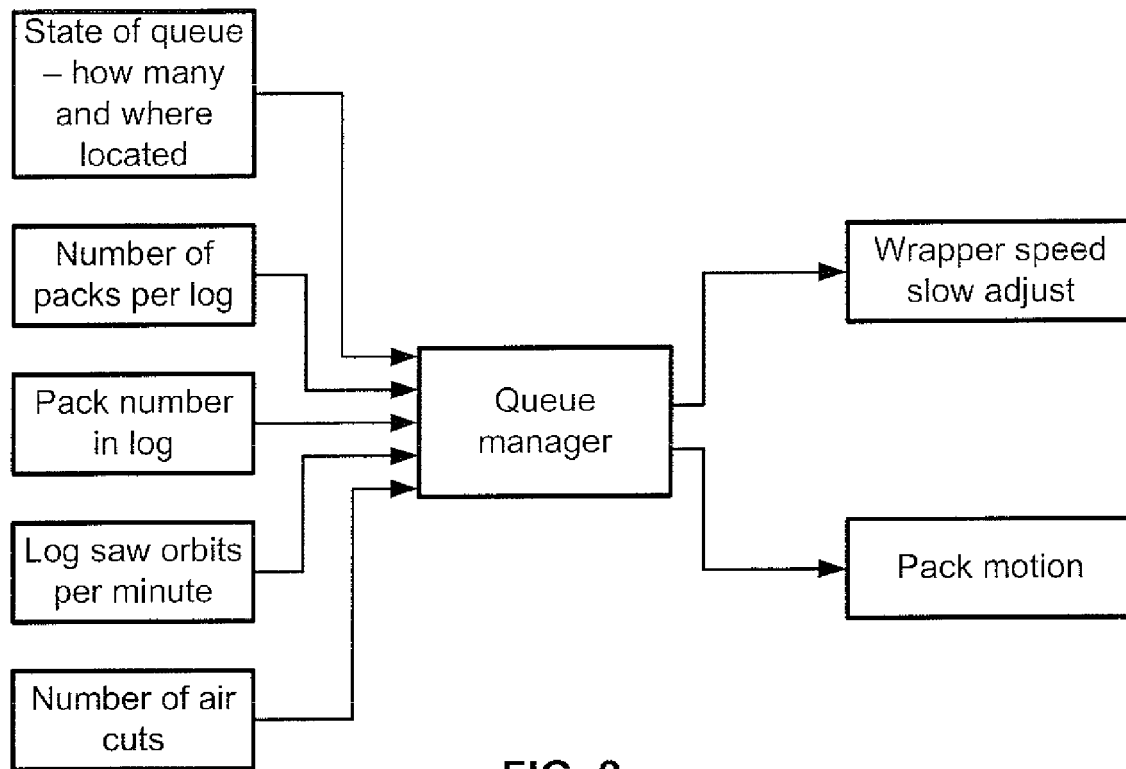 State of queue
– how many
and where
located
Number of
packs per log
Pack number
in log
Log saw orbits
per minute
Number of air
cuts
Queue
manager
Wrapper speed
slow adjust
Pack motion